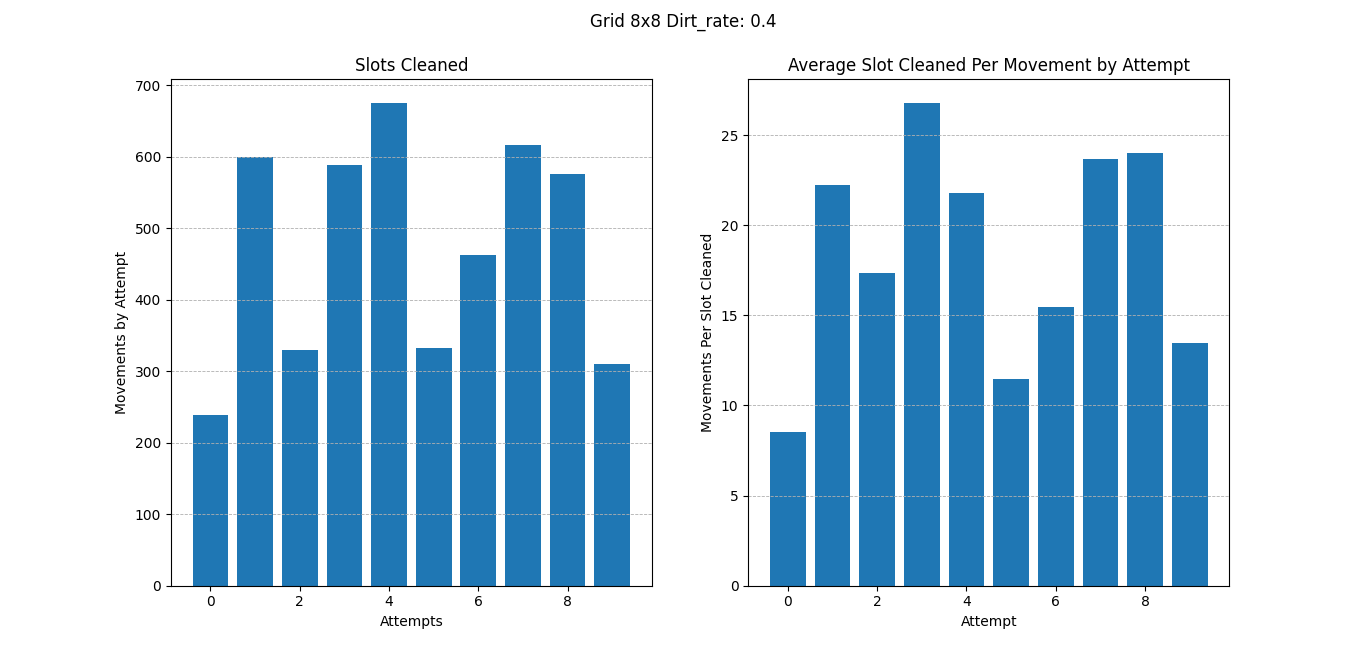 Grid 8x8 Dirt_rate: 0.4
Slots Cleaned
Movements by Attempt
700
600
500
400
300
200
100
0
0 2 4 6 8
Attempts
Average Slot Cleaned Per Movement by Attempt
Movements Per Slot Cleaned
25
20
15
10
5
0
0 2 4 6 8
Attempt